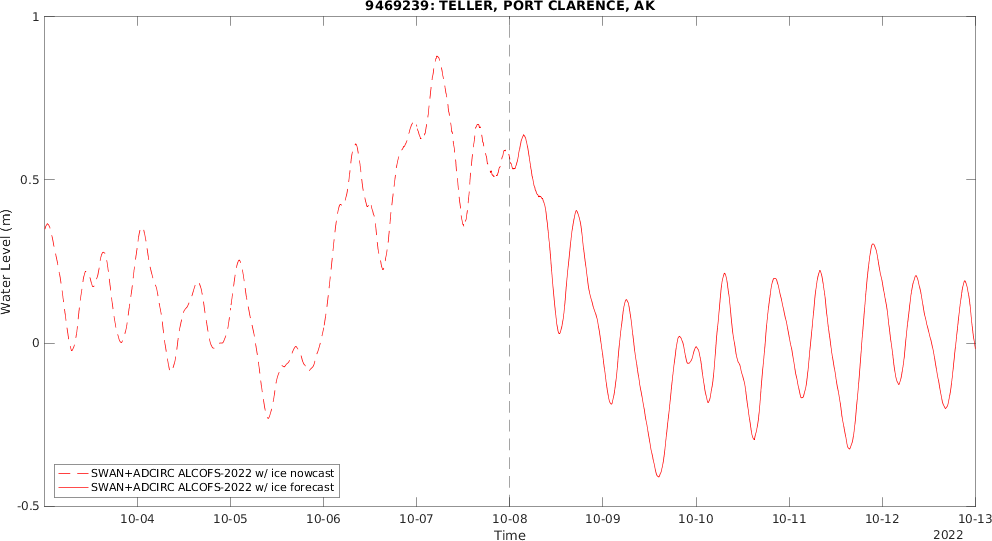 9469239: TELLER, PORT CLARENCE, AK
1
0.5
0
-0.5
Water Level (m)
SWAN+ADCIRC ALCOFS-2022 w/ ice nowcast
SWAN+ADCIRC ALCOFS-2022 w/ ice forecast
10-04 10-05 10-06 10-07 10-08 10-09 10-10 10-11 10-12 10-13
Time
2022